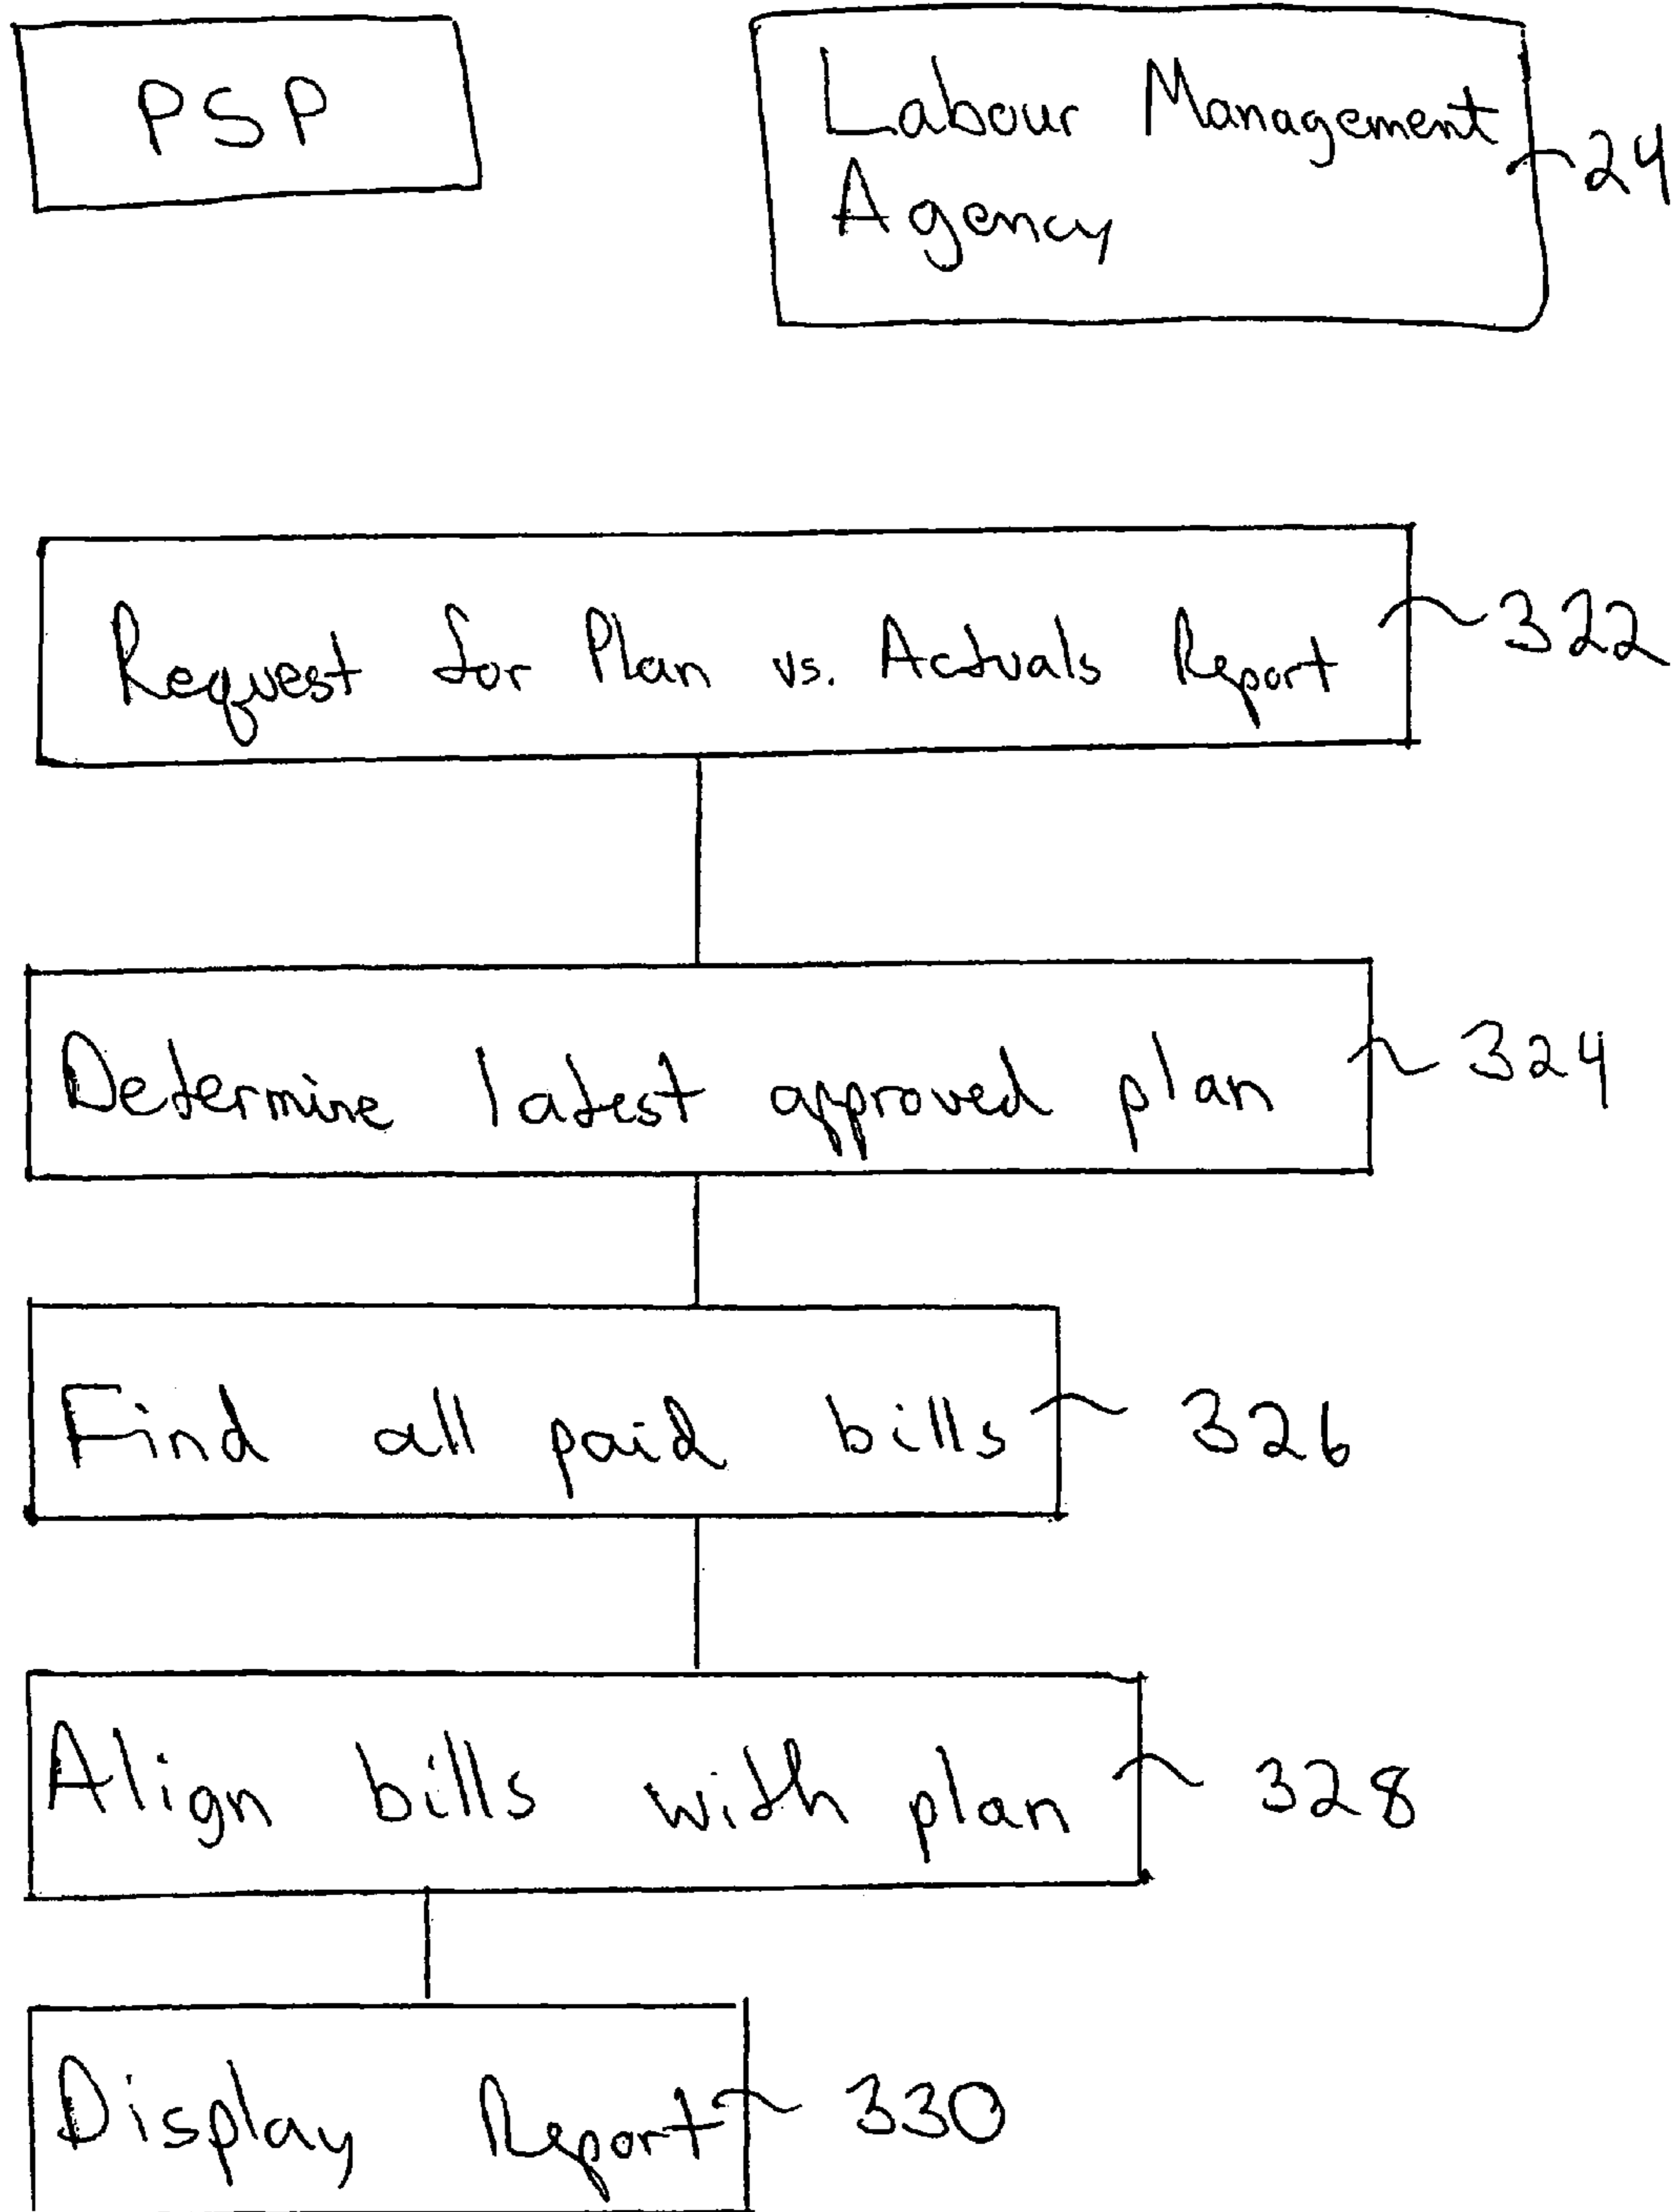 PSP
Labour Management
Agency
24
Request for Plan vs. Actuals Report
322
Determine latest approved plan
324
Find all paid bills
326
Align bills with plan
328
Display Report
330